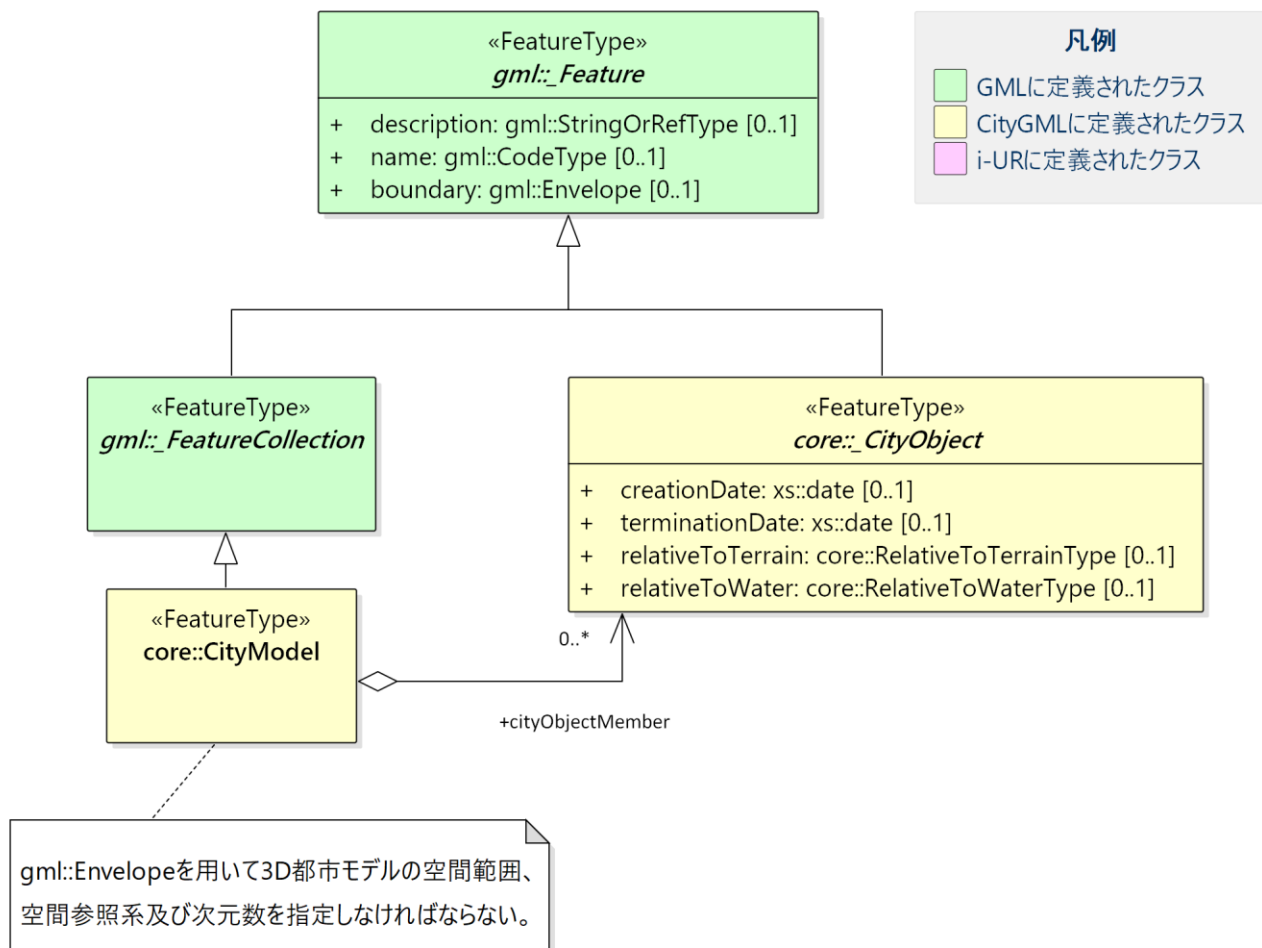 «FeatureType»
gml::_Feature
+ description: gml::StringOrRefType [0..1]
+ name: gml::CodeType [0..1]
+ boundary: gml::Envelope [0..1]
凡例
GMLに定義されたクラス
CityGMLに定義されたクラス
i-URに定義されたクラス
«FeatureType»
gml::_FeatureCollection
«FeatureType»
core::_CityObject
+ creationDate: xs::date [0..1]
+ terminationDate: xs::date [0..1]
+ relativeToTerrain: core::RelativeToTerrainType [0..1]
+ relativeToWater: core::RelativeToWaterType [0..1]
«FeatureType»
core::CityModel
0..*
+cityObjectMember
gml::Envelopeを用いて3D都市モデルの空間範囲、
空間参照系及び次元数を指定しなければならない。